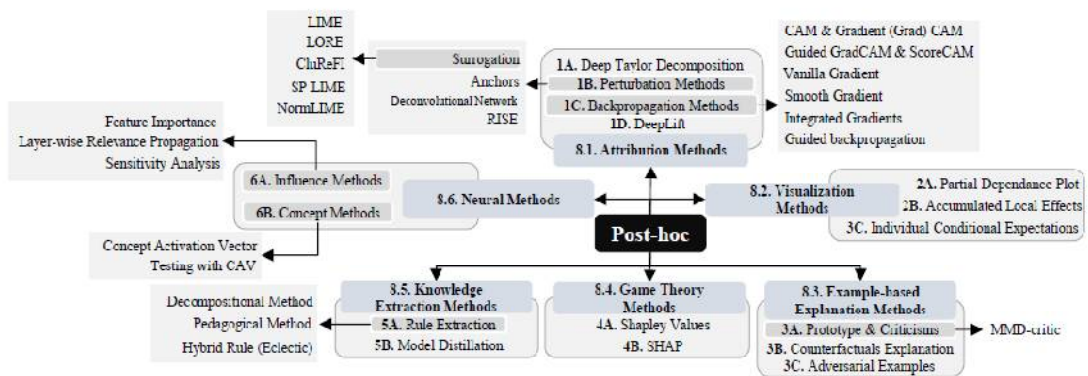 LIME
LORE
CluReFI
SP LIME
NormLIME
Surrogation
Anchors
Deconvolutional Network
RISE
1A. Deep Taylor Decomposition
1B. Perturbation Methods
1C. Backpropagation Methods
1D. DeepLift
8.1. Attribution Methods
CAM & Gradient (Grad) CAM
Guided GradCAM & ScoreCAM
Vanilla Gradient
Smooth Gradient
Integrated Gradients
Guided backpropagation
Feature Importance
Layer-wise Relevance Propagation
Sensitivity Analysis
6A. Influence Methods
6B. Concept Methods
8.6. Neural Methods
8.2. Visualization
Methods
2A. Partial Dependance Plot
2B. Accumulated Local Effects
3C. Individual Conditional Expectations
Post-hoc
Concept Activation Vector
Testing with CAV
Decompositional Method
Pedagogical Method
Hybrid Rule (Eclectic)
8.5. Knowledge
Extraction Methods
5A. Rule Extraction
5B. Model Distillation
8.4. Game Theory
Methods
4A. Shapley Values
4B. SHAP
8.3. Example-based
Explanation Methods
3A. Prototype & Criticisms
3B. Counterfactuals Explanation
3C. Adversarial Examples
MMD-critic